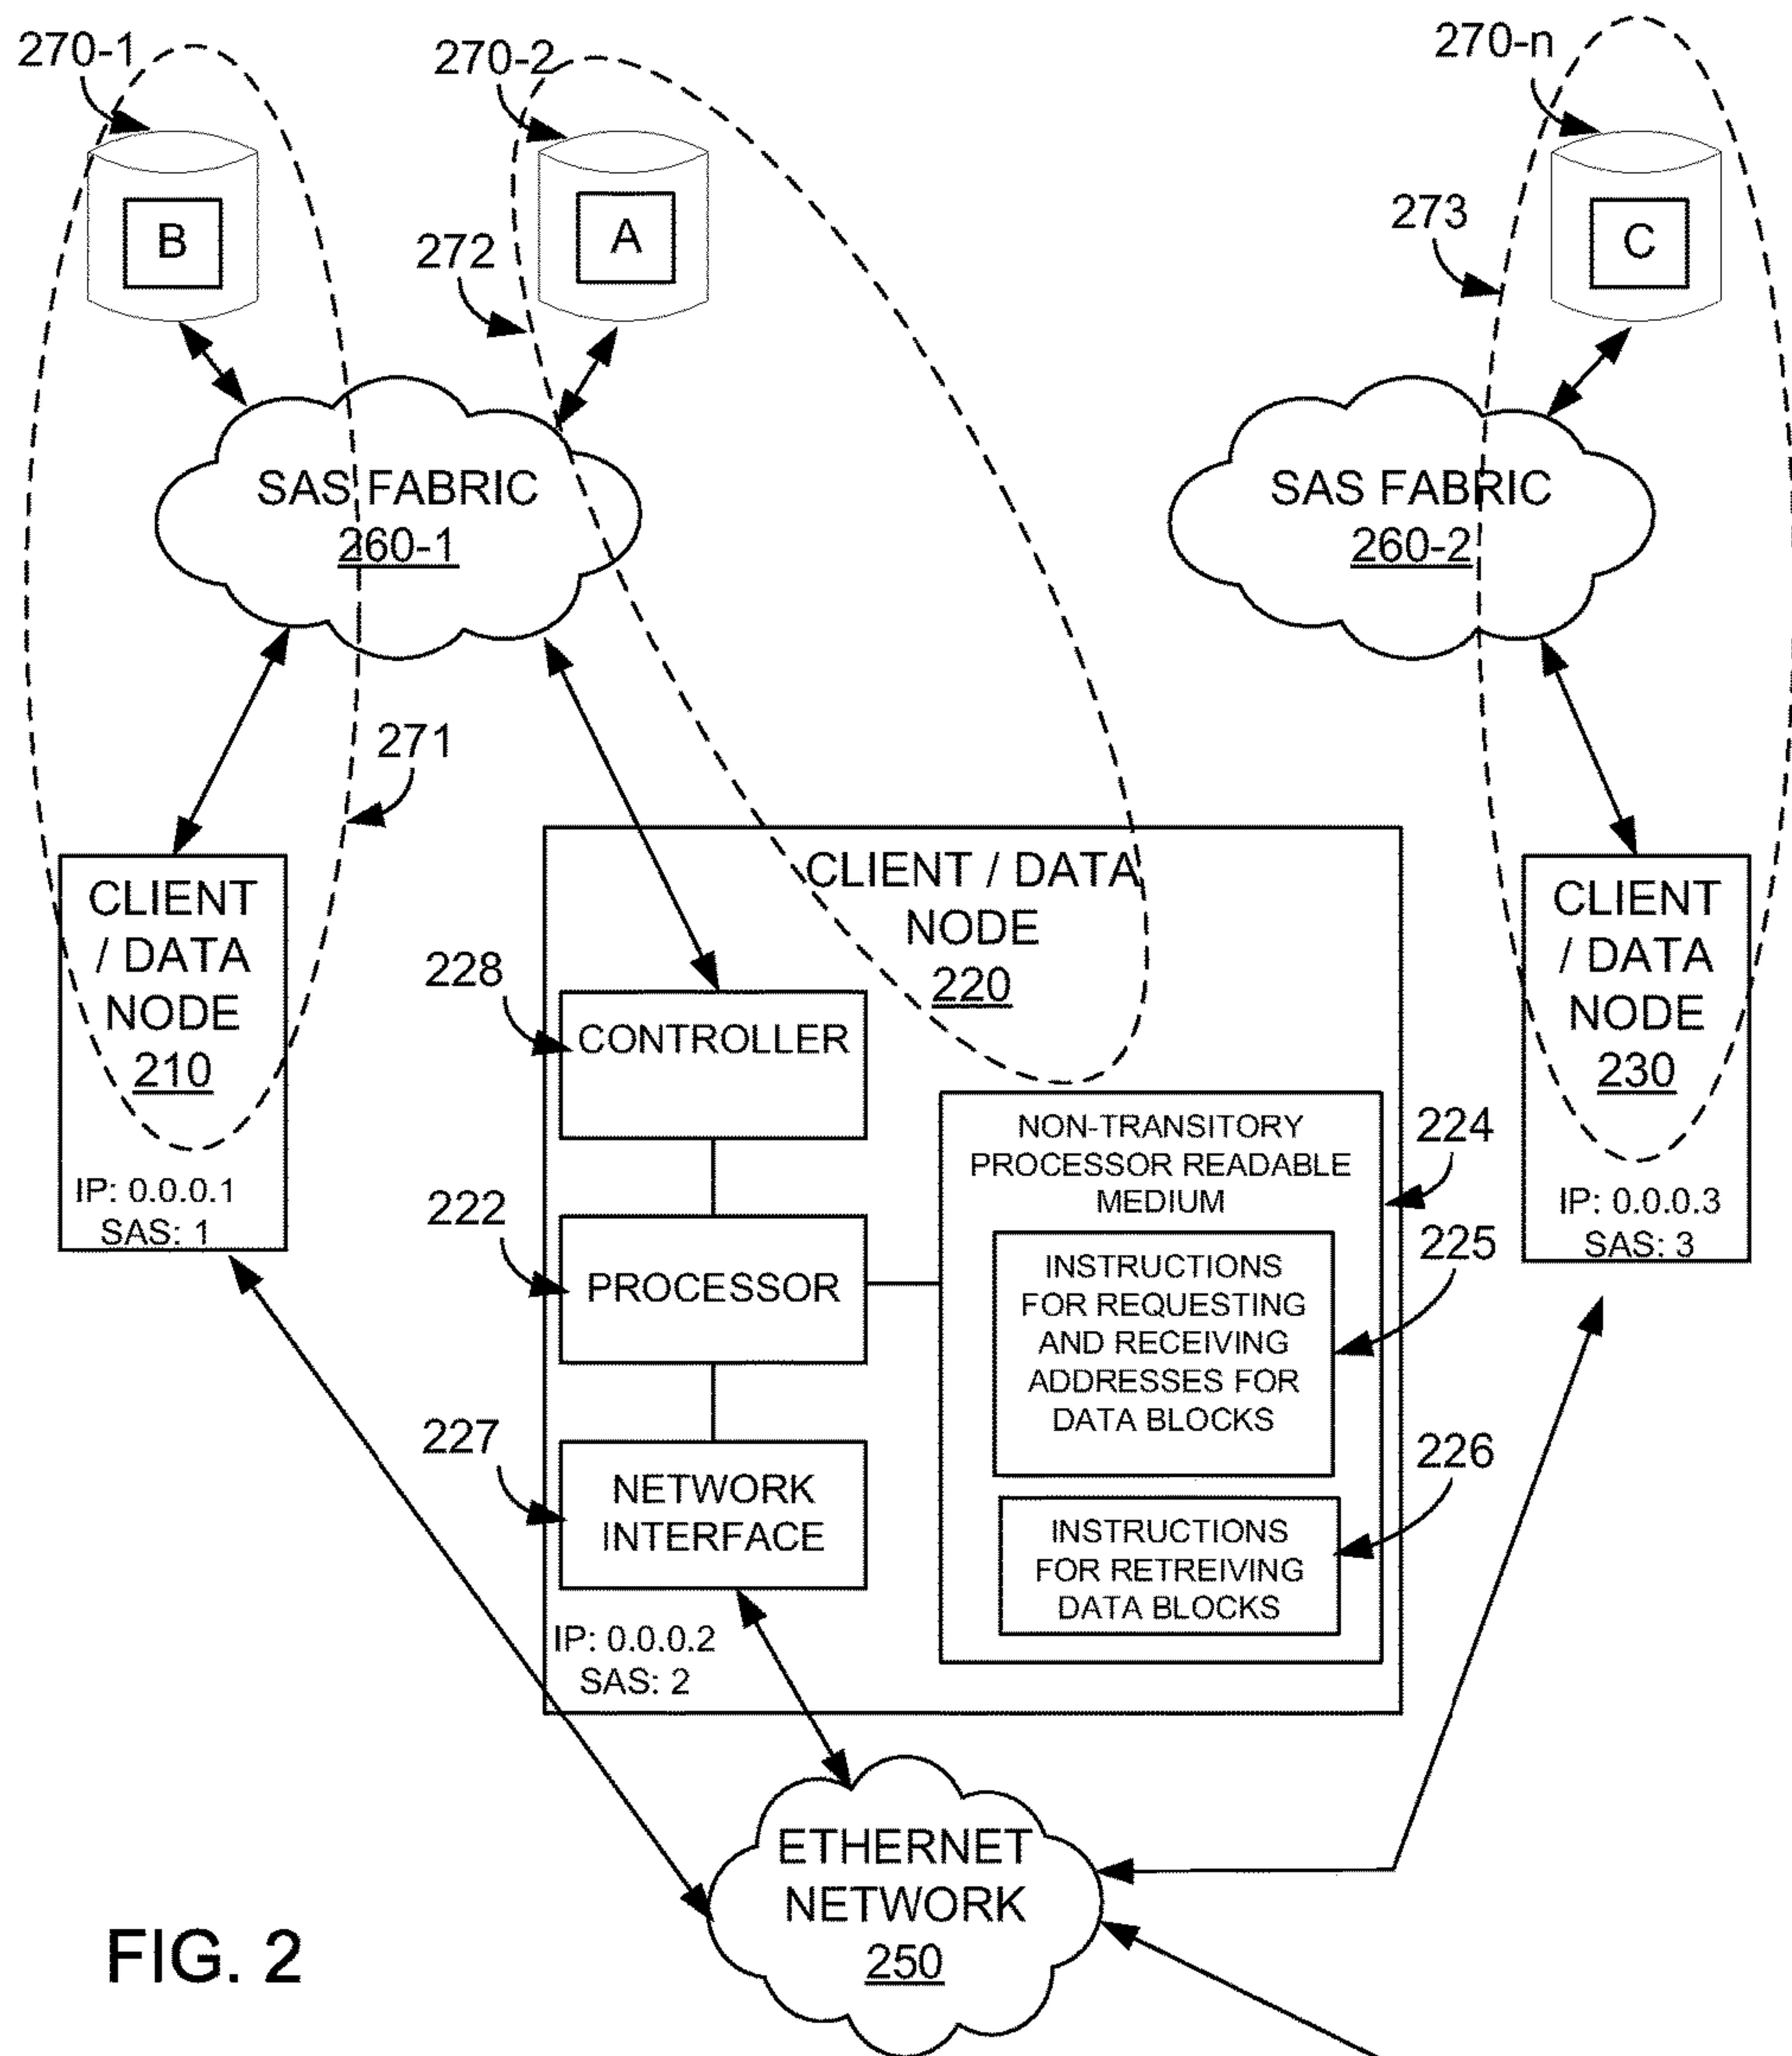 270-1
270-2
270-n
B
A
C
272
273
SAS FABRIC
260-1
SAS FABRIC
260-2
271
CLIENT
/ DATA
NODE
210
IP: 0.0.0.1
SAS: 1
CLIENT / DATA
NODE
220
228
CONTROLLER
222
PROCESSOR
227
NETWORK
INTERFACE
IP: 0.0.0.2
SAS: 2
NON-TRANSITORY
PROCESSOR READABLE
MEDIUM
224
INSTRUCTIONS
FOR REQUESTING
AND RECEIVING
ADDRESSES FOR
DATA BLOCKS
225
INSTRUCTIONS
FOR RETREIVING
DATA BLOCKS
226
CLIENT
/ DATA
NODE
230
IP: 0.0.0.3
SAS: 3
ETHERNET
NETWORK
250
FIG. 2